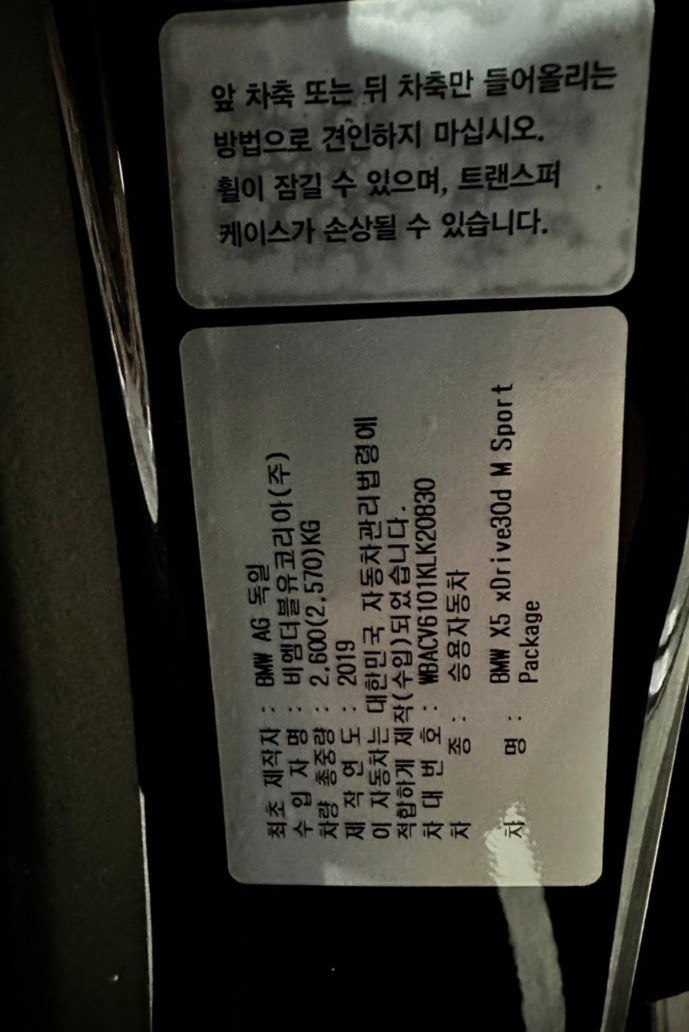 앞 차축 또는 뒤 차축만 들어올리는
방법으로 견인하지 마십시오.
휠이 잠길 수 있으며, 트랜스퍼
케이스가 손상될 수 있습니다.
최초 제작자 : BMW AG 독일
수 입 자 명 : 비엠더블유코리아(주)
차량 총중량 : 2,600(2,570)KG
제 작 연 도 : 2019
이 자동차는 대한민국 자동차관리법령에
적합하게 제작(수입)되었습니다.
차 대 번 호 : WBACV6101KLK20830
차 종 : 승용자동차
차 명 : BMW X5 xDrive30d M Sport
Package